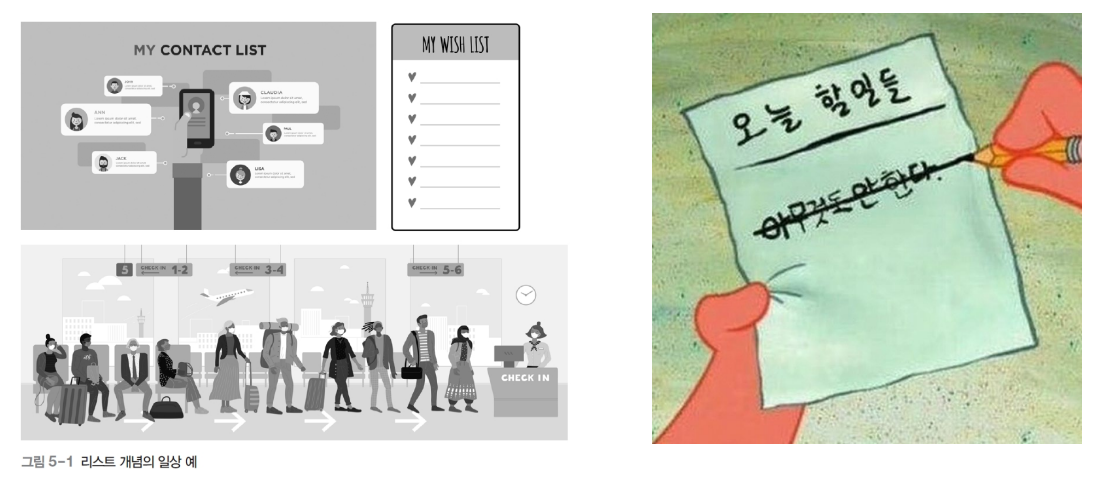 MY CONTACT LIST
CLAUDIA
JACK
LISA
MY WISH LIST
5 CHECK IN 1-2
CHECK IN 3-4
CHECK IN 5-6
CHECK IN
그림 5-1 리스트 개념의 일상 예
오늘 할일들
아무것도 안 한다.